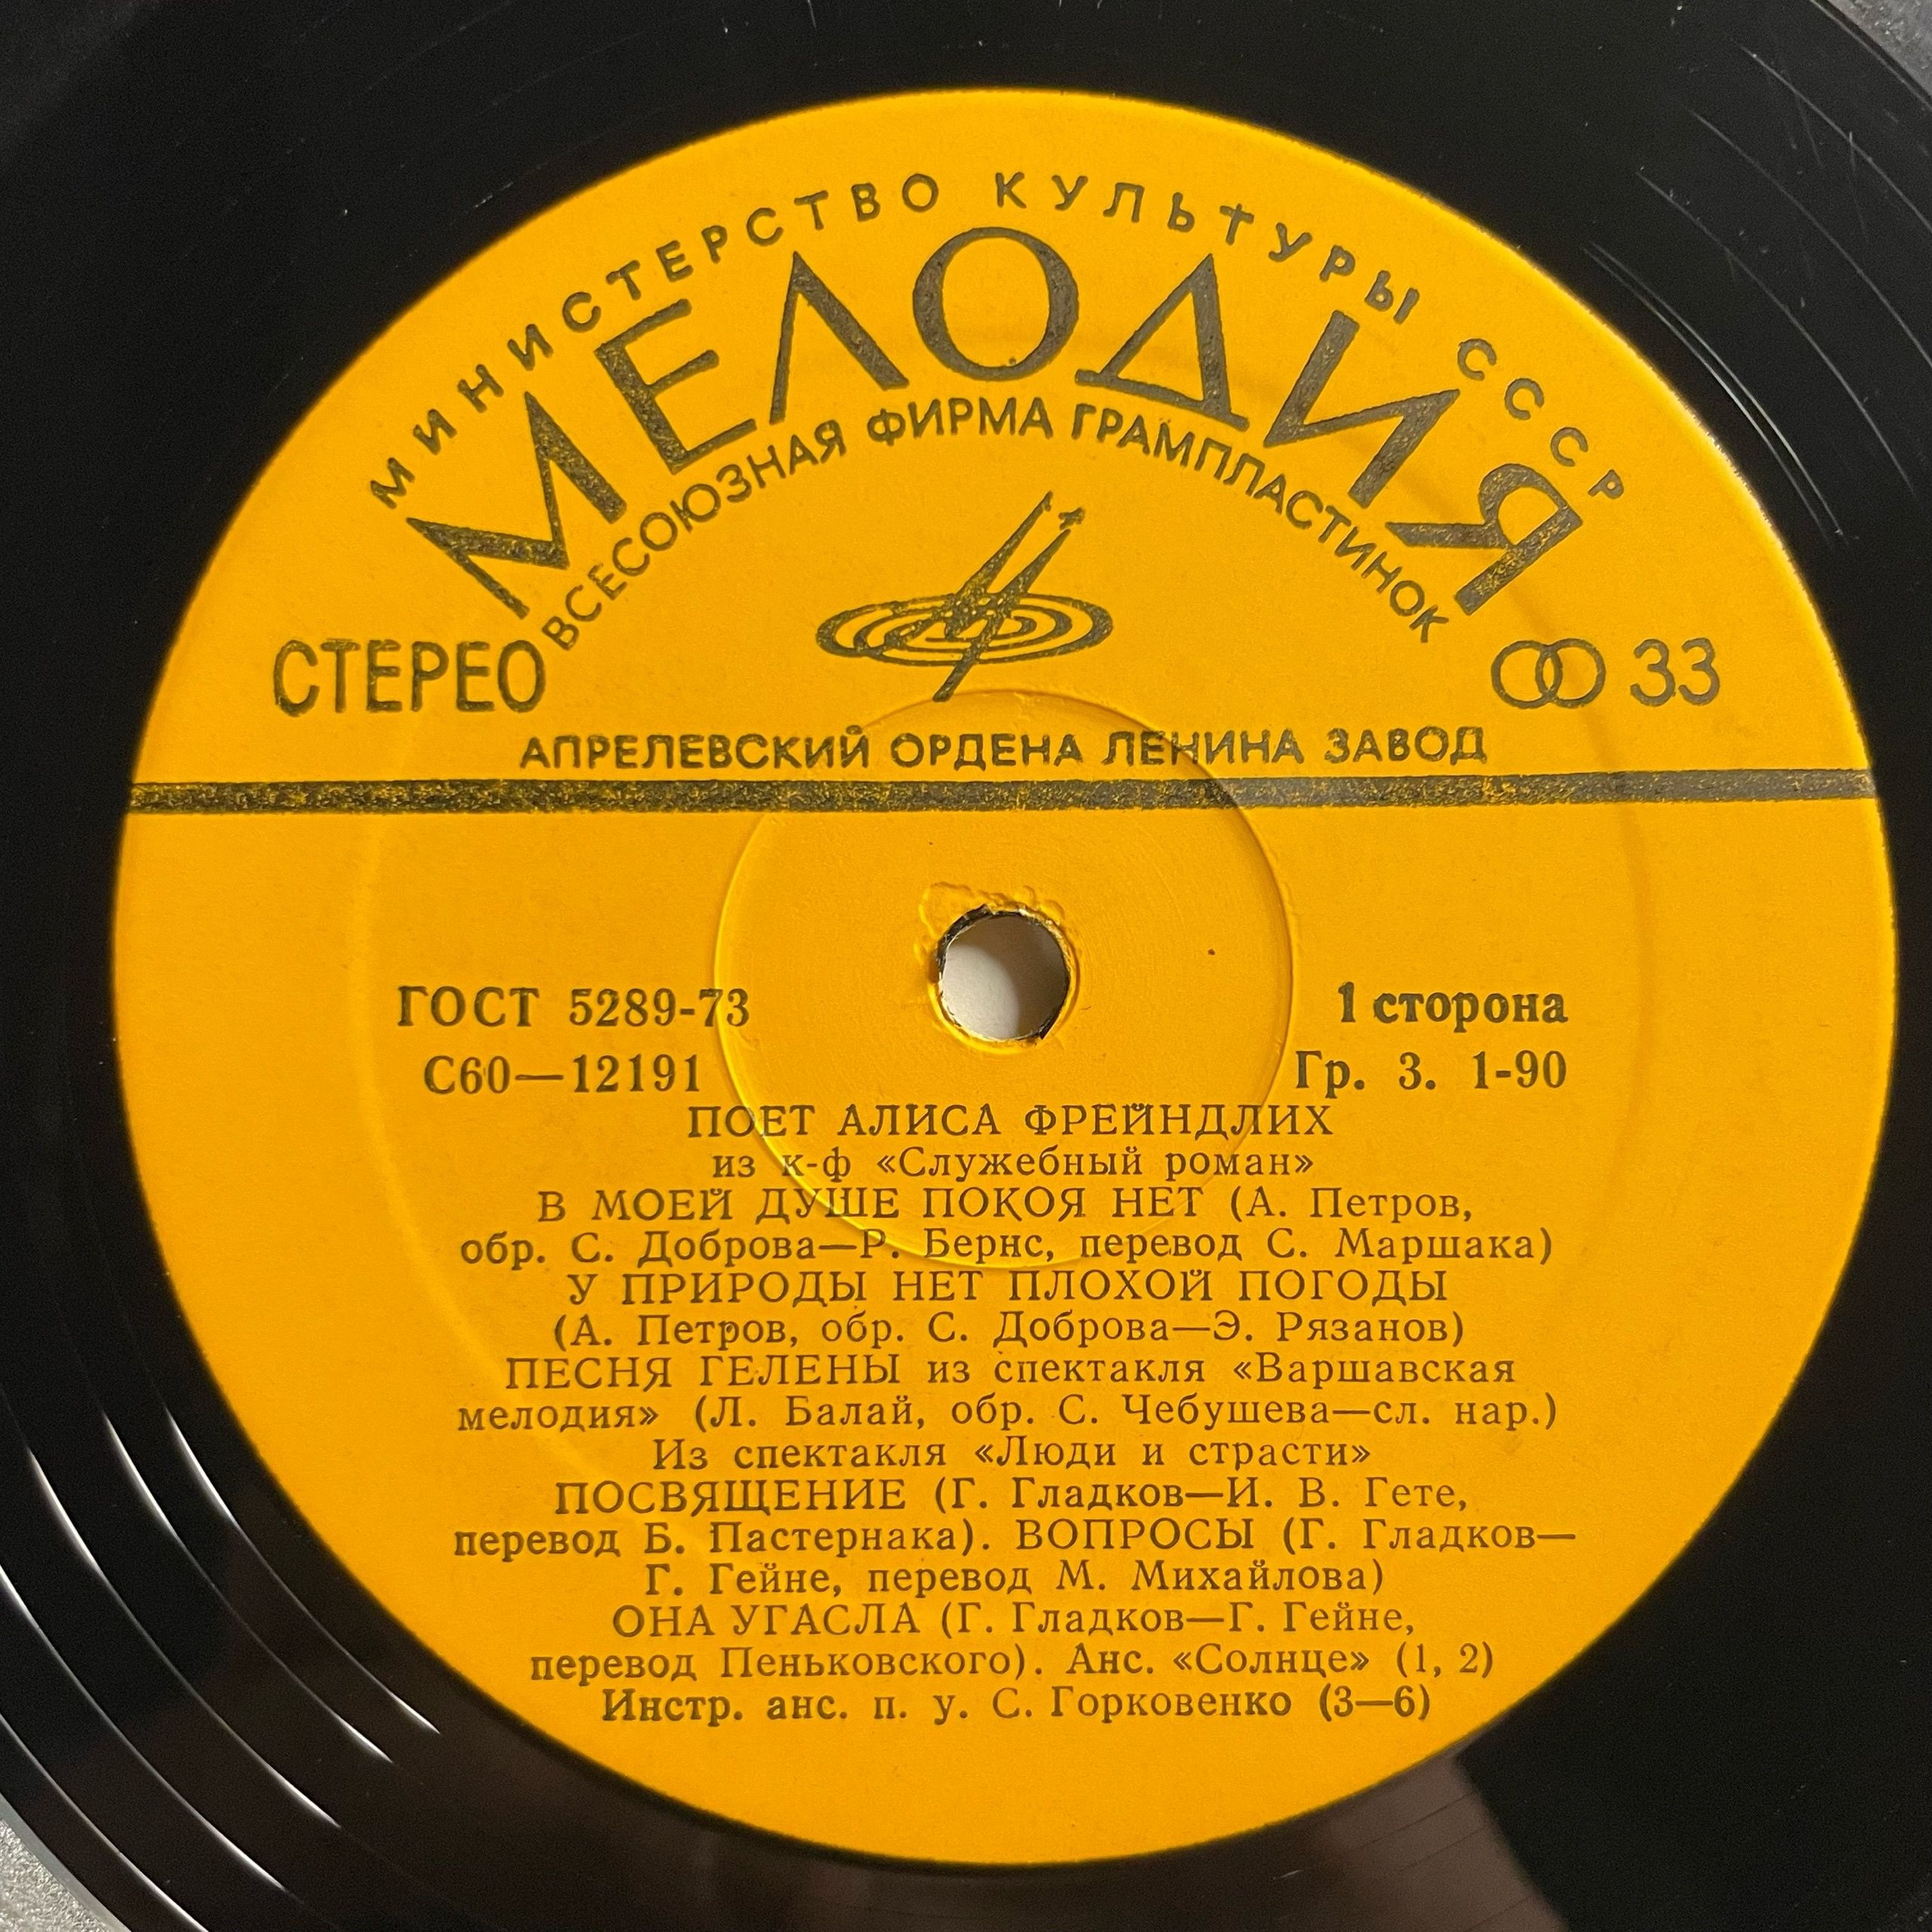 МИНИСТЕРСТВО КУЛЬТУРЫ СССР
МЕЛОДИЯ
ВСЕСОЮЗНАЯ ФИРМА ГРАМПЛАСТИНОК
СТЕРЕО
33
АПРЕЛЕВСКИЙ ОРДЕНА ЛЕНИНА ЗАВОД
ГОСТ 5289-73
1 сторона
С60—12191
Гр. 3. 1-90
ПОЕТ АЛИСА ФРЕЙНДЛИХ
из к-ф «Служебный роман»
В МОЕЙ ДУШЕ ПОКОЯ НЕТ (А. Петров,
обр. С. Доброва—Р. Бернс, перевод С. Маршака)
У ПРИРОДЫ НЕТ ПЛОХОЙ ПОГОДЫ
(А. Петров, обр. С. Доброва—Э. Рязанов)
ПЕСНЯ ГЕЛЕНЫ из спектакля «Варшавская
мелодия» (Л. Балай, обр. С. Чебушева—сл. нар.)
Из спектакля «Люди и страсти»
ПОСВЯЩЕНИЕ (Г. Гладков—И. В. Гете,
перевод Б. Пастернака). ВОПРОСЫ (Г. Гладков—
Г. Гейне, перевод М. Михайлова)
ОНА УГАСЛА (Г. Гладков—Г. Гейне,
перевод Пеньковского). Анс. «Солнце» (1, 2)
Инстр. анс. п. у. С. Горковенко (3—6)